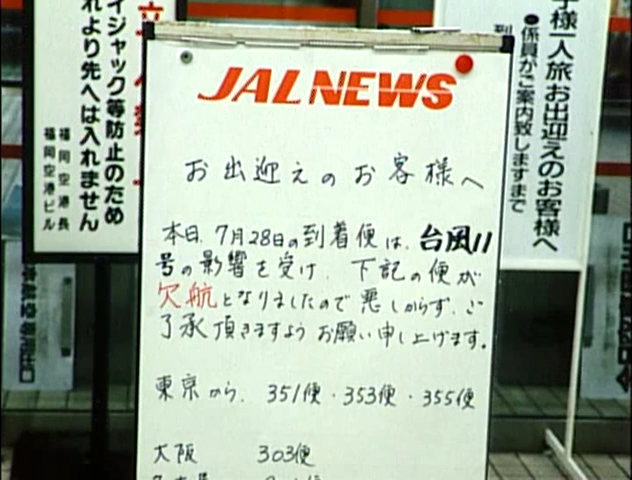 JAL NEWS
お出迎えのお客様へ
本日、7月28日の到着便は、台風11
号の影響を受け、下記の便が
欠航となりましたので悪しからず、ご
了承頂きますようお願い申し上げます。
東京から、351便・353便・355便
大阪 303便
イジャック等防止のため
れより先へは入れません
福岡空港長
福岡空港ビル
子様一人旅お出迎えのお客様へ
●係員がご案内致しますまで